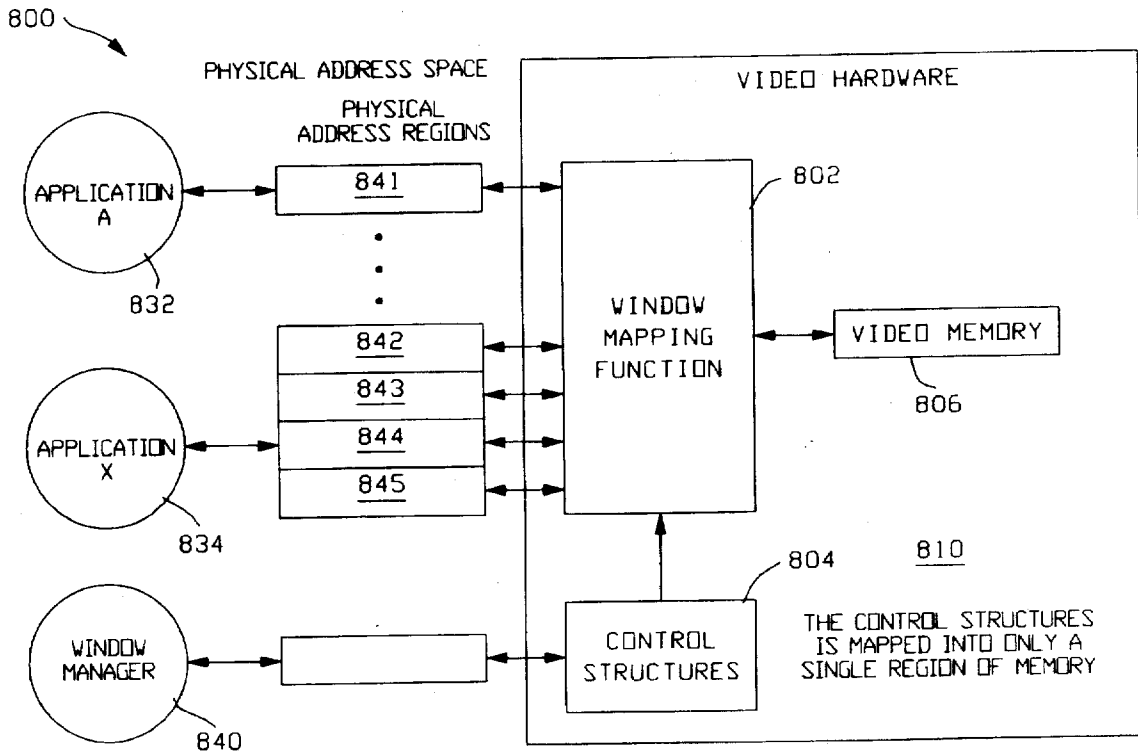 800
PHYSICAL ADDRESS SPACE
PHYSICAL
ADDRESS REGIONS
VIDEO HARDWARE
APPLICATION
A
832
841
802
WINDOW
MAPPING
FUNCTION
VIDEO MEMORY
806
842
843
844
845
APPLICATION
X
834
804
810
CONTROL
STRUCTURES
THE CONTROL STRUCTURES
IS MAPPED INTO ONLY A
SINGLE REGION OF MEMORY
WINDOW
MANAGER
840